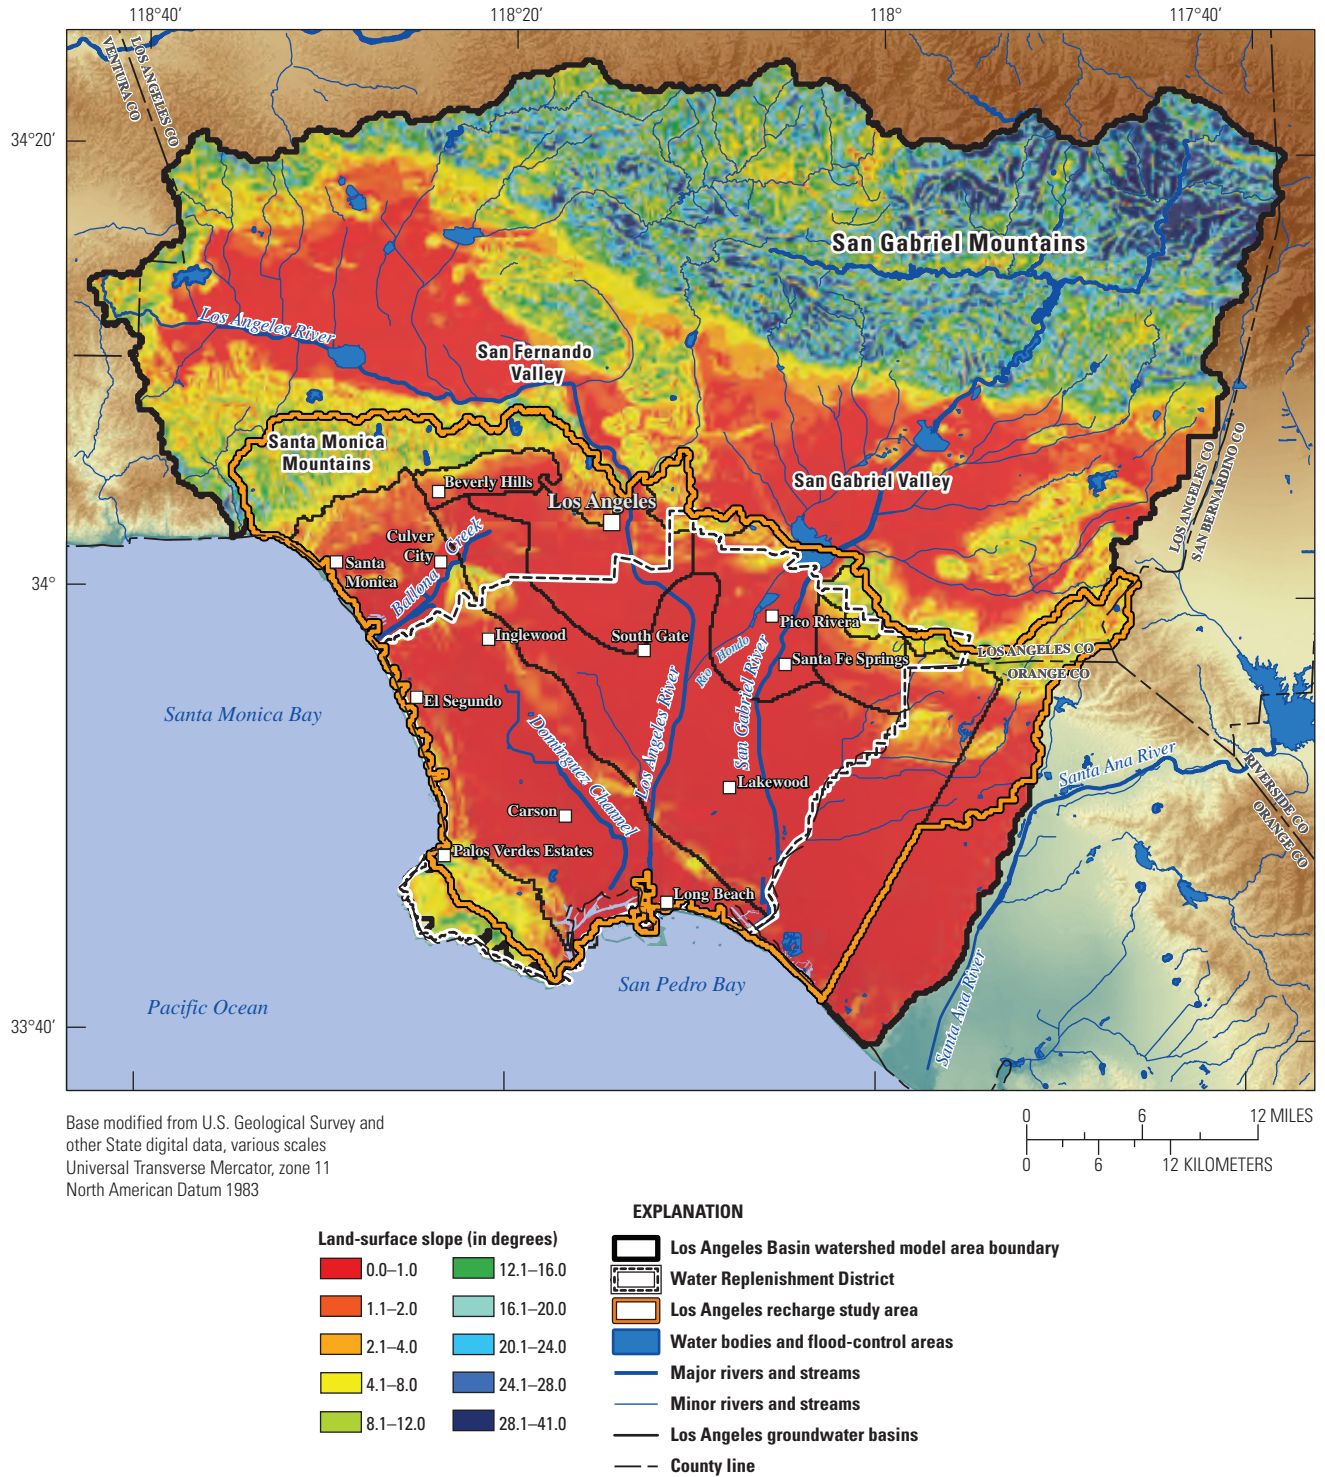 118°40'
118°20'
118°
117°40'
VENTURA CO
LOS ANGELES CO
34°20'
San Gabriel Mountains
Los Angeles River
San Fernando
Valley
Santa Monica
Mountains
Beverly Hills
San Gabriel Valley
Los Angeles
LOS ANGELES CO
SAN BERNARDINO CO
Culver
City
Ballona Creek
Santa
Monica
34°
Pico Rivera
Inglewood
South Gate
Rio Hondo
Santa Fe Springs
LOS ANGELES CO
ORANGE CO
El Segundo
Santa Monica Bay
Dominguez Channel
Los Angeles River
San Gabriel River
Santa Ana River
RIVERSIDE CO
ORANGE CO
Lakewood
Carson
Palos Verdes Estates
Long Beach
San Pedro Bay
Pacific Ocean
Santa Ana River
33°40'
Base modified from U.S. Geological Survey and
other State digital data, various scales
Universal Transverse Mercator, zone 11
North American Datum 1983
0 6 12 MILES
0 6 12 KILOMETERS
EXPLANATION
Land-surface slope (in degrees)
0.0–1.0
1.1–2.0
2.1–4.0
4.1–8.0
8.1–12.0
12.1–16.0
16.1–20.0
20.1–24.0
24.1–28.0
28.1–41.0
Los Angeles Basin watershed model area boundary
Water Replenishment District
Los Angeles recharge study area
Water bodies and flood-control areas
Major rivers and streams
Minor rivers and streams
Los Angeles groundwater basins
County line